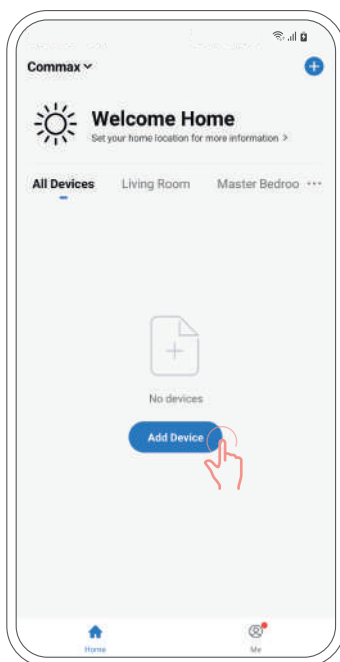 Commax
Welcome Home
Set your home location for more information >
All Devices Living Room Master Bedroo ...
No devices
Add Device
Home Me